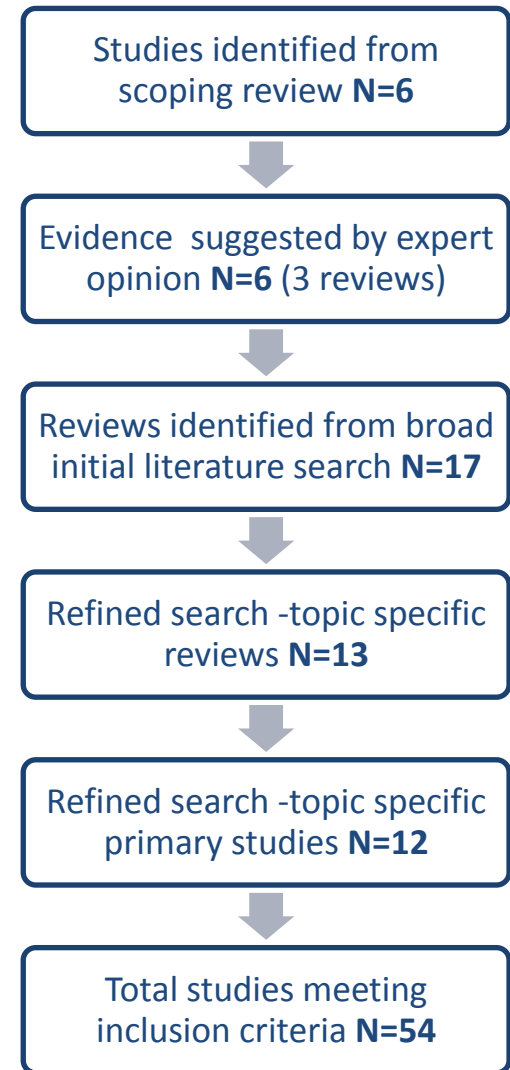 Studies identified from
scoping review N=6
Evidence suggested by expert
opinion N=6 (3 reviews)
Reviews identified from broad
initial literature search N=17
Refined search -topic specific
reviews N=13
Refined search -topic specific
primary studies N=12
Total studies meeting
inclusion criteria N=54